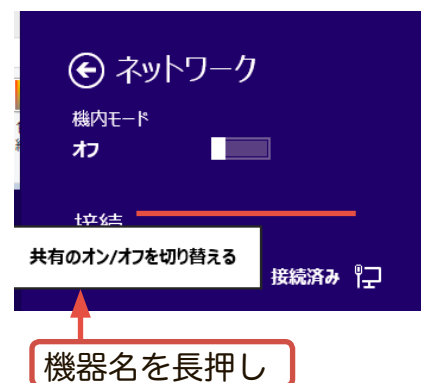 ネットワーク
機内モード
オフ
接続
共有のオン/オフを切り替える
接続済み
機器名を長押し